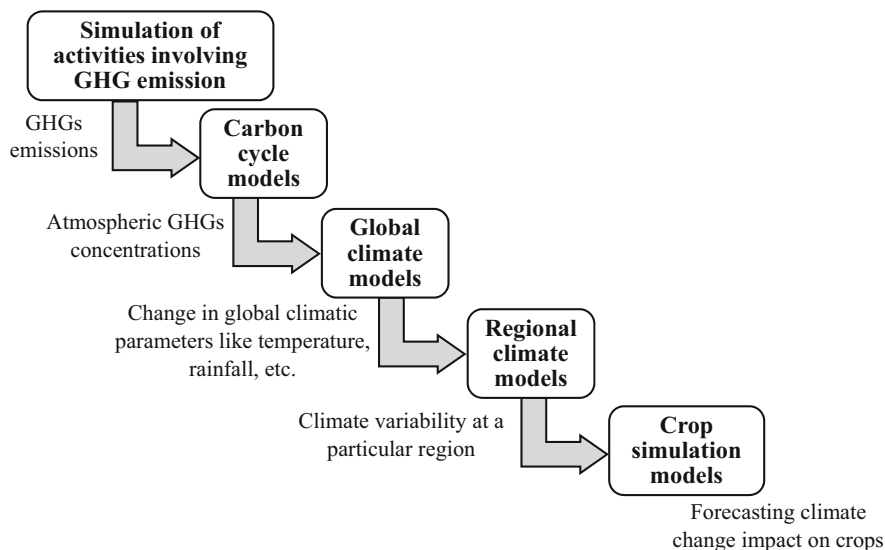 Simulation of
activities involving
GHG emission
GHGs
emissions
Carbon
cycle
models
Atmospheric GHGs
concentrations
Global
climate
models
Change in global climatic
parameters like temperature,
rainfall, etc.
Regional
climate
models
Climate variability at a
particular region
Crop
simulation
models
Forecasting climate
change impact on crops